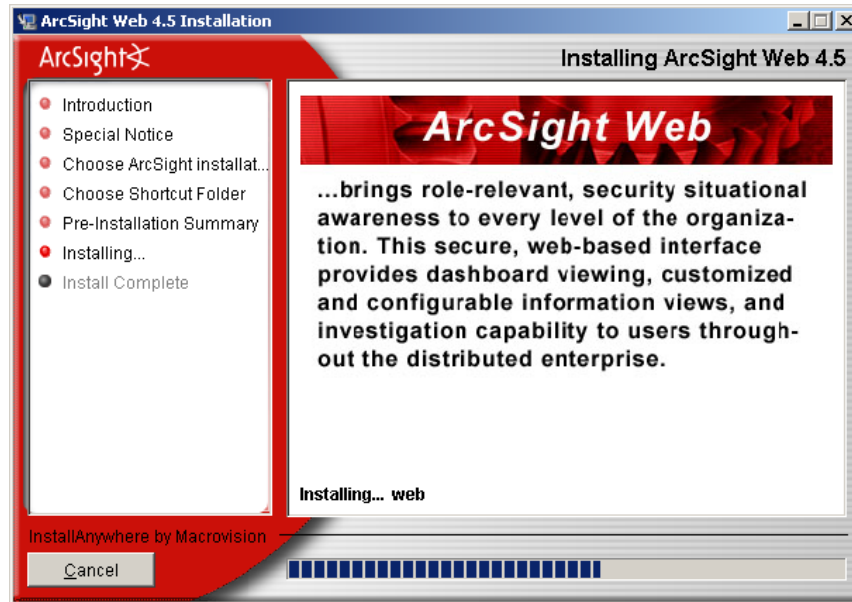 ArcSight Web 4.5 Installation
ArcSight
Installing ArcSight Web 4.5
Introduction
Special Notice
Choose ArcSight installat...
Choose Shortcut Folder
Pre-Installation Summary
Installing...
Install Complete
ArcSight Web
...brings role-relevant, security situational
awareness to every level of the organiza-
tion. This secure, web-based interface
provides dashboard viewing, customized
and configurable information views, and
investigation capability to users through-
out the distributed enterprise.
Installing... web
InstallAnywhere by Macrovision
Cancel